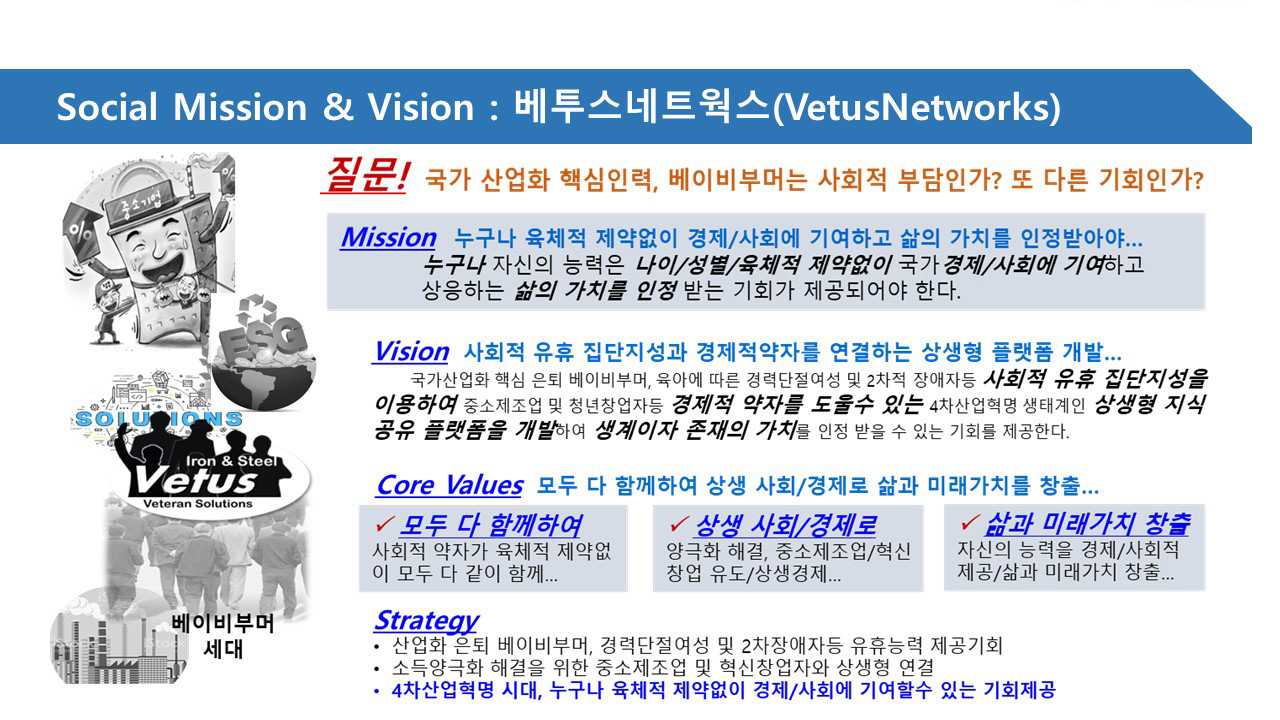 Social Mission & Vision : 베투스네트웍스(VetusNetworks)
질문! 국가 산업화 핵심인력, 베이비부머는 사회적 부담인가? 또 다른 기회인가?
Mission 누구나 육체적 제약없이 경제/사회에 기여하고 삶의 가치를 인정받아야...
누구나 자신의 능력은 나이/성별/육체적 제약없이 국가경제/사회에 기여하고
상응하는 삶의 가치를 인정 받는 기회가 제공되어야 한다.
Vision 사회적 유휴 집단지성과 경제적약자를 연결하는 상생형 플랫폼 개발...
국가산업화 핵심 은퇴 베이비부머, 육아에 따른 경력단절여성 및 2차적 장애자등 사회적 유휴 집단지성을
이용하여 중소제조업 및 청년창업자등 경제적 약자를 도울수 있는 4차산업혁명 생태계인 상생형 지식
공유 플랫폼을 개발하여 생계이자 존재의 가치를 인정 받을 수 있는 기회를 제공한다.
Core Values 모두 다 함께하여 상생 사회/경제로 삶과 미래가치를 창출...
✓ 모두 다 함께하여
사회적 약자가 육체적 제약없
이 모두 다 같이 함께...
✓ 상생 사회/경제로
양극화 해결, 중소제조업/혁신
창업 유도/상생경제...
✓ 삶과 미래가치 창출
자신의 능력을 경제/사회적
제공/삶과 미래가치 창출...
Strategy
• 산업화 은퇴 베이비부머, 경력단절여성 및 2차장애자등 유휴능력 제공기회
• 소득양극화 해결을 위한 중소제조업 및 혁신창업자와 상생형 연결
• 4차산업혁명 시대, 누구나 육체적 제약없이 경제/사회에 기여할수 있는 기회제공
중소기업
%
%
ESG
SOLUTIONS
Iron & Steel
Vetus
Veteran Solutions
베이비부머
세대